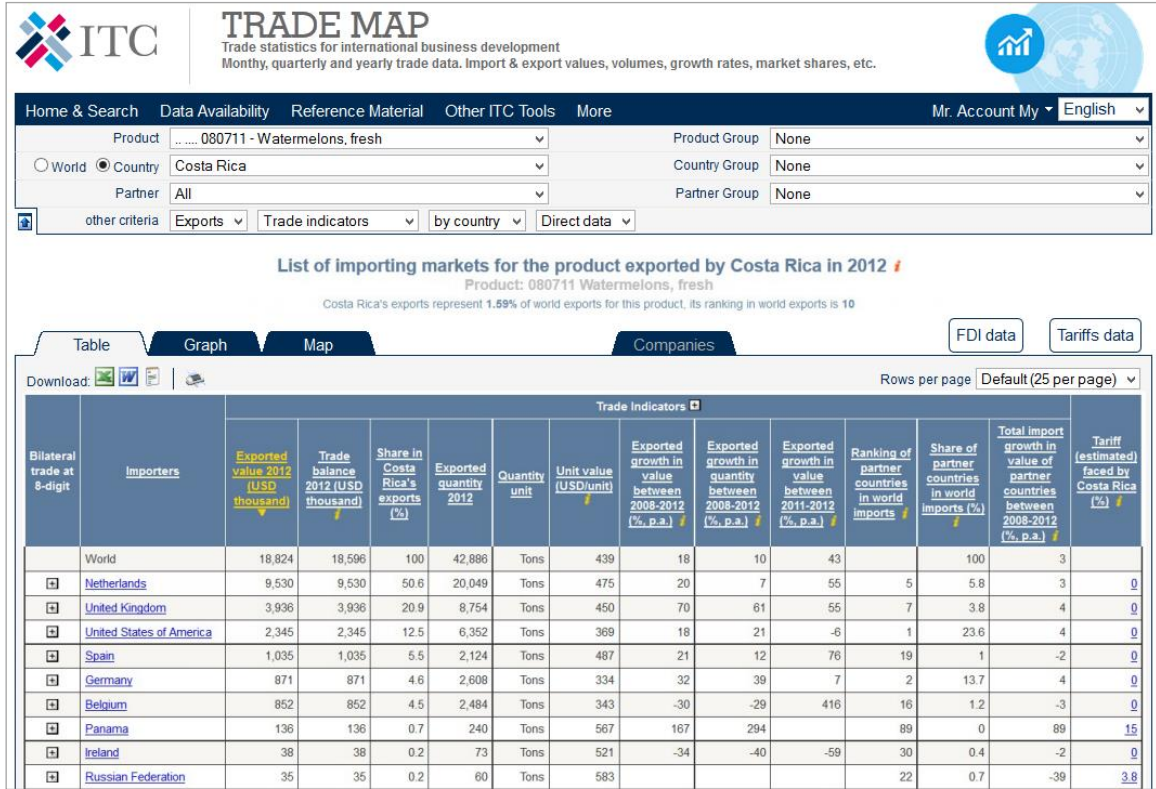 ITC
TRADE MAP
Trade statistics for international business development
Monthy, quarterly and yearly trade data. Import & export values, volumes, growth rates, market shares, etc.
Home & Search Data Availability Reference Material Other ITC Tools More Mr. Account My English
Product .. .... 080711 - Watermelons, fresh Product Group None
World Country Costa Rica Country Group None
Partner All Partner Group None
other criteria Exports Trade indicators by country Direct data
List of importing markets for the product exported by Costa Rica in 2012 i
Product: 080711 Watermelons, fresh
Costa Rica's exports represent 1.59% of world exports for this product, its ranking in world exports is 10
FDI data Tariffs data
Table Graph Map Companies
Download: Rows per page Default (25 per page)
Trade Indicators
Bilateral trade at 8-digit
Importers
Exported value 2012 (USD thousand)
Trade balance 2012 (USD thousand) i
Share in Costa Rica's exports (%)
Exported quantity 2012
Quantity unit
Unit value (USD/unit) i
Exported growth in value between 2008-2012 (%, p.a.) i
Exported growth in quantity between 2008-2012 (%, p.a.) i
Exported growth in value between 2011-2012 (%, p.a.) i
Ranking of partner countries in world imports i
Share of partner countries in world imports (%) i
Total import growth in value of partner countries between 2008-2012 (%, p.a.) i
Tariff (estimated) faced by Costa Rica (%) i
World 18,824 18,596 100 42,886 Tons 439 18 10 43 100 3
Netherlands 9,530 9,530 50.6 20,049 Tons 475 20 7 55 5 5.8 3 0
United Kingdom 3,936 3,936 20.9 8,754 Tons 450 70 61 55 7 3.8 4 0
United States of America 2,345 2,345 12.5 6,352 Tons 369 18 21 -6 1 23.6 4 0
Spain 1,035 1,035 5.5 2,124 Tons 487 21 12 76 19 1 -2 0
Germany 871 871 4.6 2,608 Tons 334 32 39 7 2 13.7 4 0
Belgium 852 852 4.5 2,484 Tons 343 -30 -29 416 16 1.2 -3 0
Panama 136 136 0.7 240 Tons 567 167 294 89 0 89 15
Ireland 38 38 0.2 73 Tons 521 -34 -40 -59 30 0.4 -2 0
Russian Federation 35 35 0.2 60 Tons 583 22 0.7 -39 3.8